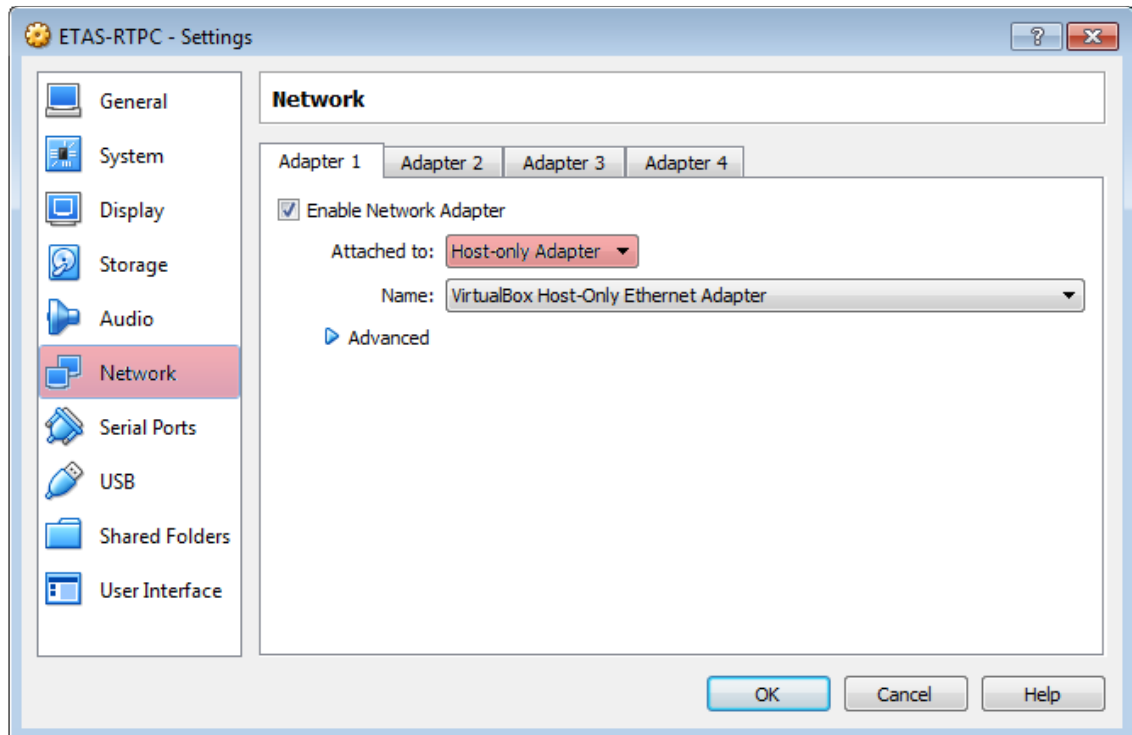 ETAS-RTPC - Settings
?
General
System
Display
Storage
Audio
Network
Serial Ports
USB
Shared Folders
User Interface
Network
Adapter 1
Adapter 2
Adapter 3
Adapter 4
Enable Network Adapter
Attached to: Host-only Adapter
Name: VirtualBox Host-Only Ethernet Adapter
Advanced
OK
Cancel
Help